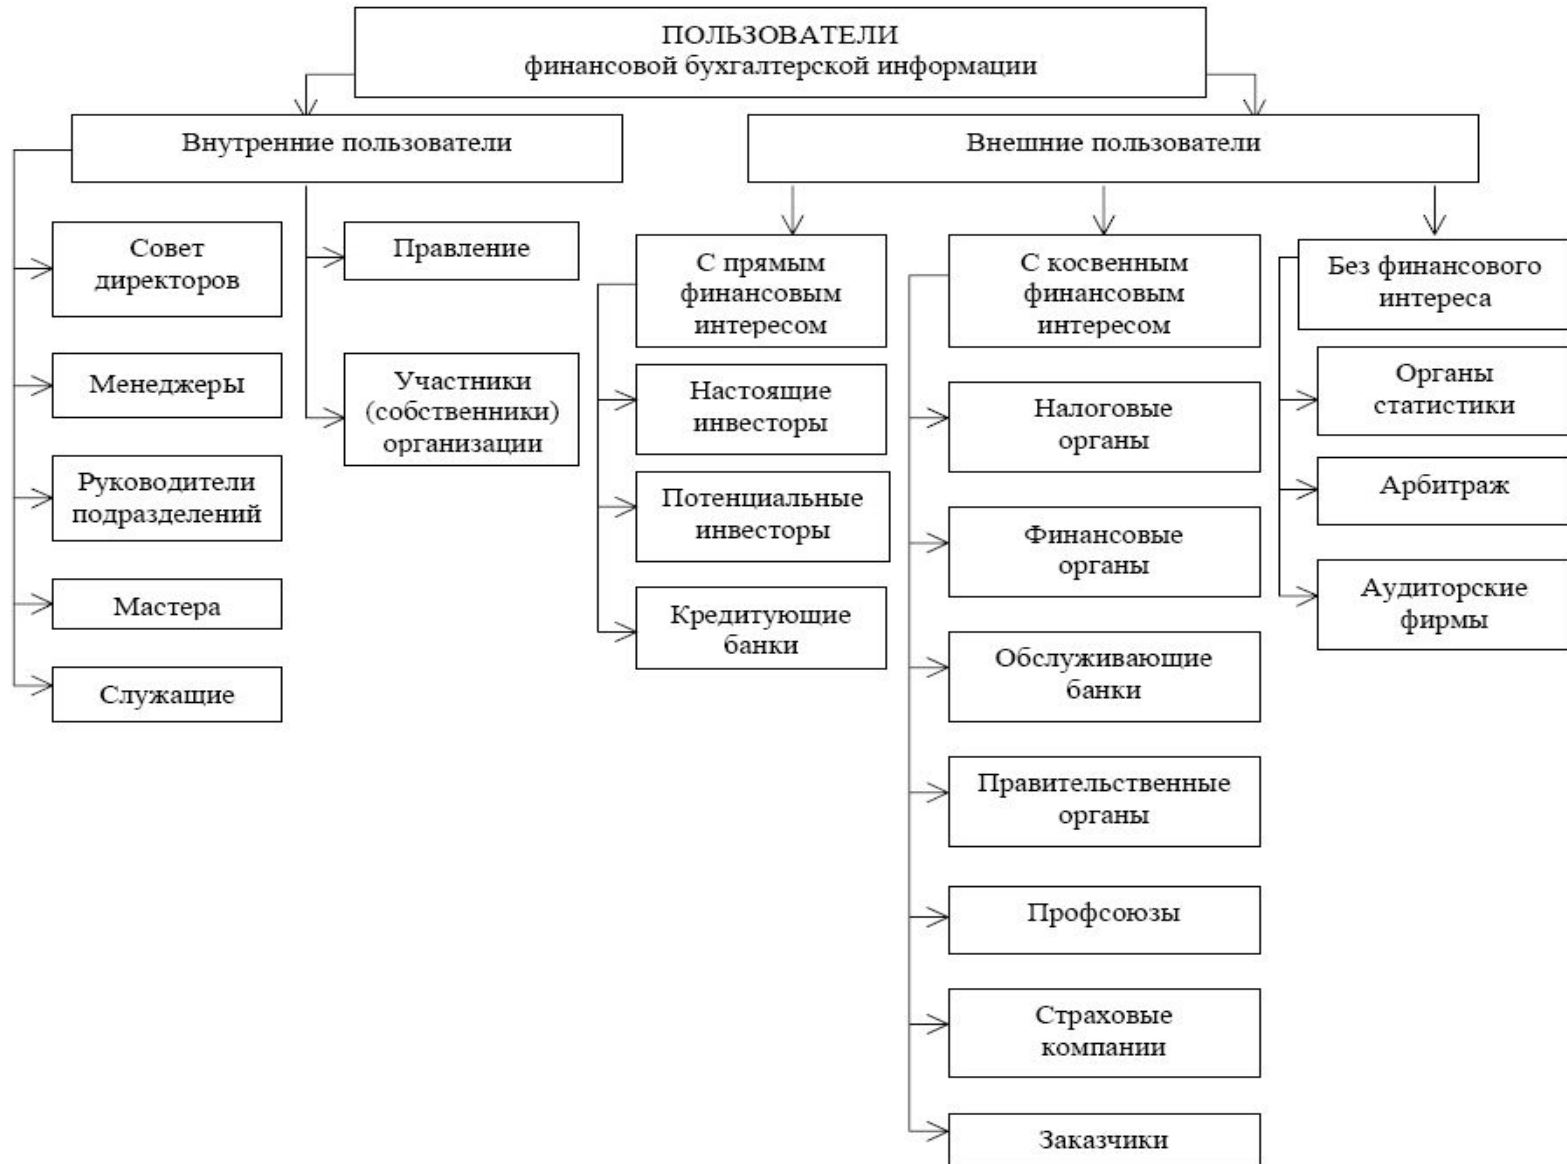 ПОЛЬЗОВАТЕЛИ
финансовой бухгалтерской информации
Внутренние пользователи
Внешние пользователи
Совет
директоров
Менеджеры
Руководители
подразделений
Мастера
Служащие
Правление
Участники
(собственники)
организации
С прямым
финансовым
интересом
Настоящие
инвесторы
Потенциальные
инвесторы
Кредитующие
банки
С косвенным
финансовым
интересом
Налоговые
органы
Финансовые
органы
Обслуживающие
банки
Правительственные
органы
Профсоюзы
Страховые
компании
Заказчики
Без финансового
интереса
Органы
статистики
Арбитраж
Аудиторские
фирмы